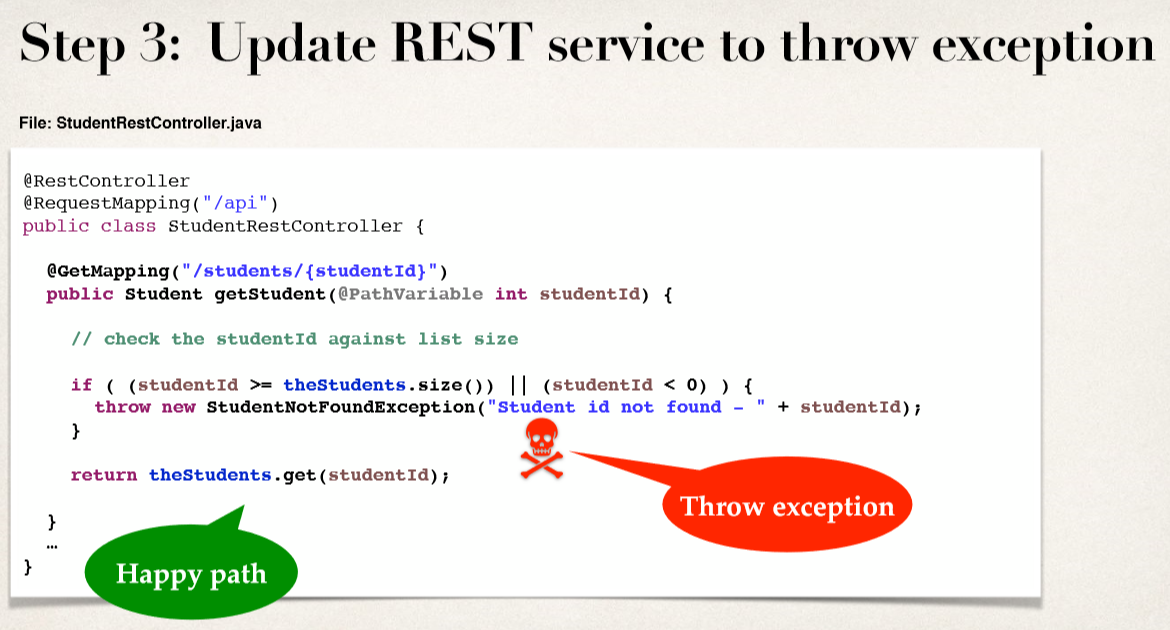 Step 3: Update REST service to throw exception
File: StudentRestController.java
@RestController
@RequestMapping("/api")
public class StudentRestController {
@GetMapping("/students/{studentId}")
public Student getStudent(@PathVariable int studentId) {
// check the studentId against list size
if ( (studentId >= theStudents.size()) || (studentId < 0) ) {
throw new StudentNotFoundException("Student id not found - " + studentId);
}
return theStudents.get(studentId);
}
…
}
Throw exception
Happy path